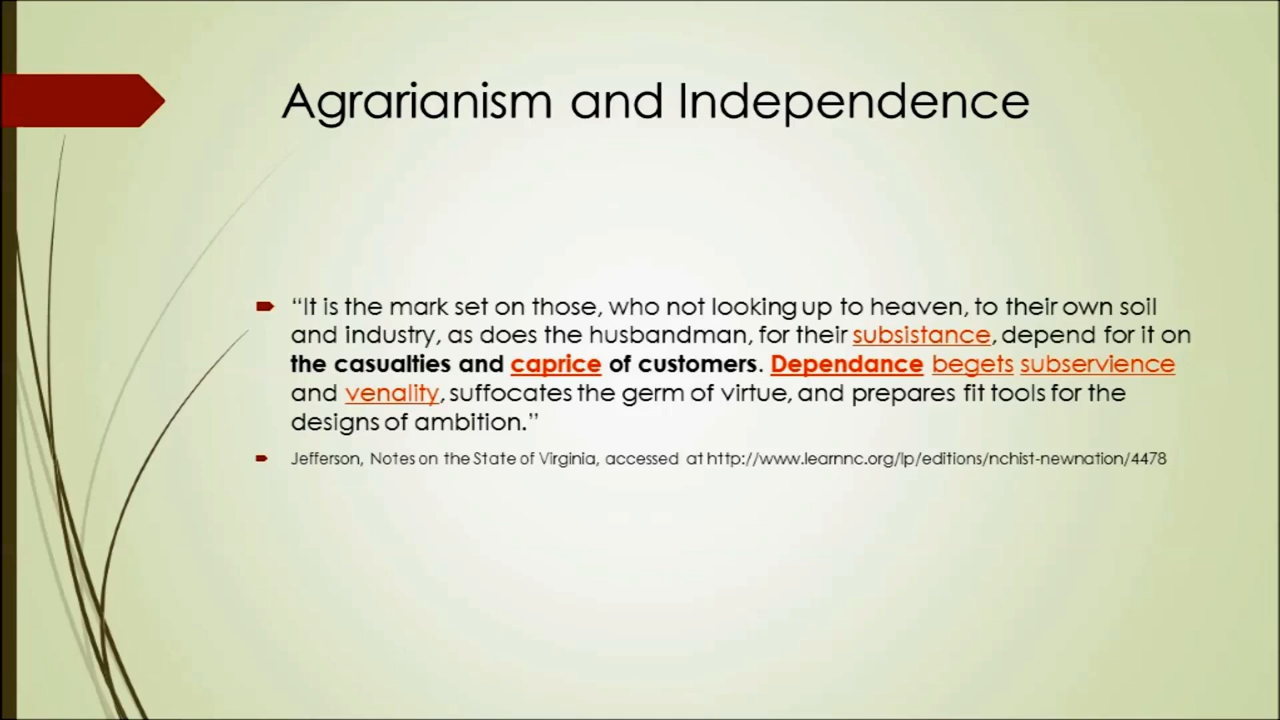 Agrarianism and Independence
“It is the mark set on those, who not looking up to heaven, to their own soil
and industry, as does the husbandman, for their subsistance, depend for it on
the casualties and caprice of customers. Dependance begets subservience
and venality, suffocates the germ of virtue, and prepares fit tools for the
designs of ambition.”
Jefferson, Notes on the State of Virginia, accessed at http://www.learnnc.org/lp/editions/nchist-newnation/4478